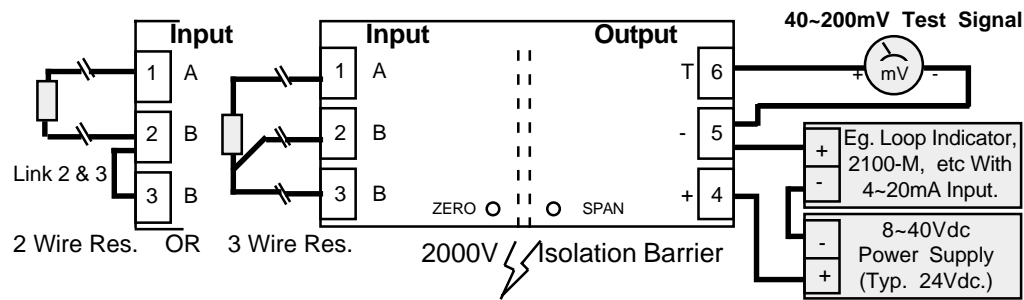 40~200mV Test Signal
Input
Input
Output
1 A
1 A
T 6
+ mV -
2 B
2 B
- 5
Link 2 & 3
3 B
3 B
+ 4
ZERO
SPAN
+ Eg. Loop Indicator,
2100-M, etc With
- 4~20mA Input.
- 8~40Vdc
Power Supply
+ (Typ. 24Vdc.)
2 Wire Res. OR 3 Wire Res.
2000V Isolation Barrier